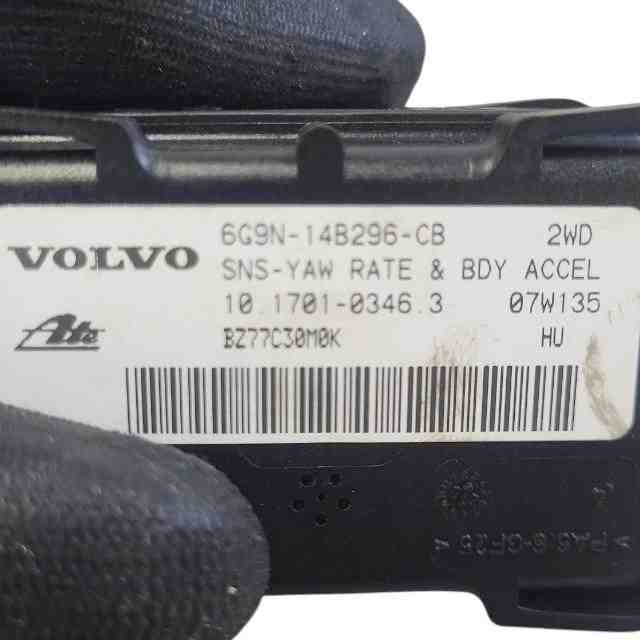 VOLVO
6G9N-14B296-CB 2WD
SNS-YAW RATE & BDY ACCEL
10.1701-0346.3 07W135
Ate
BZ77C30M0K HU